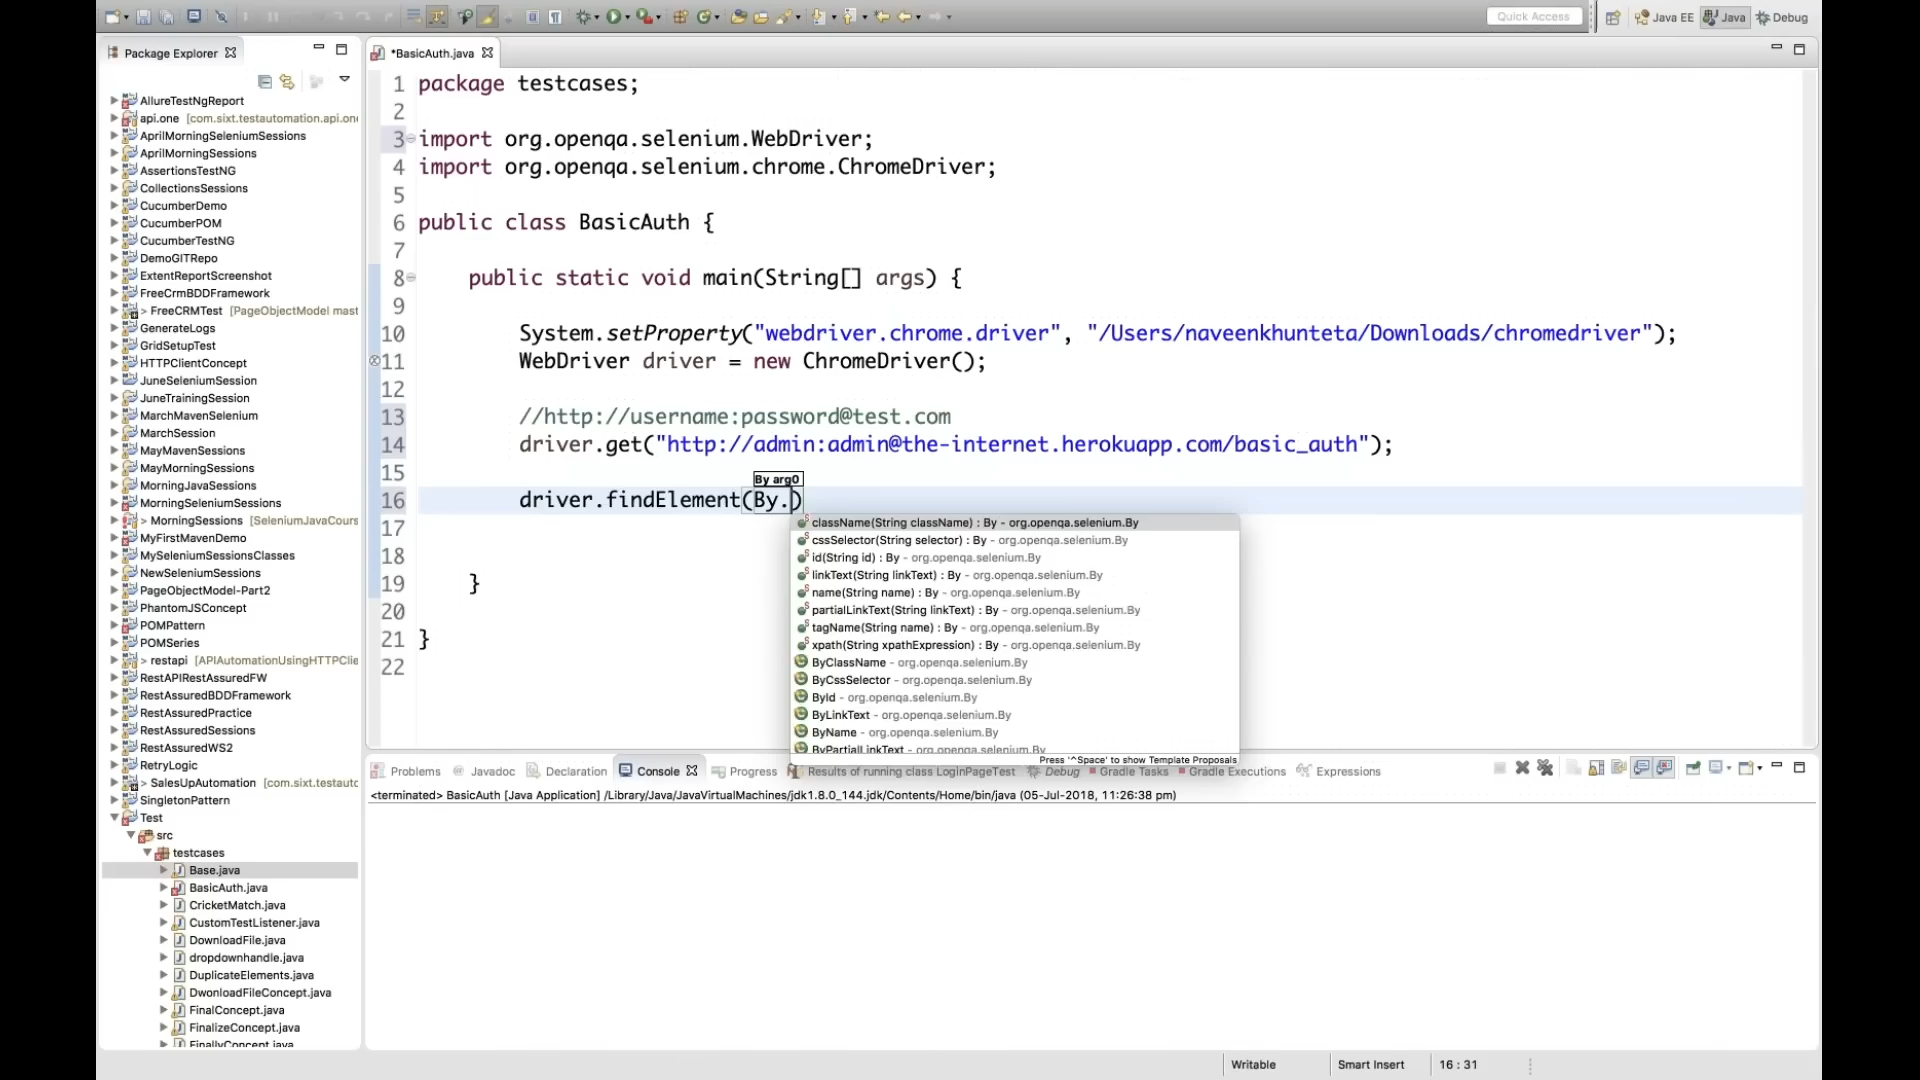 Quick Access
Java EE
Java
Debug
Package Explorer
*BasicAuth.java
AllureTestNgReport
api.one [com.sixt.testautomation.api.one
AprilMorningSeleniumSessions
AprilMorningSessions
AssertionsTestNG
CollectionsSessions
CucumberDemo
CucumberPOM
CucumberTestNG
DemoGITRepo
ExtentReportScreenshot
FreeCrmBDDFramework
> FreeCRMTest [PageObjectModel mast
GenerateLogs
GridSetupTest
HTTPClientConcept
JuneSeleniumSession
JuneTrainingSession
MarchMavenSelenium
MarchSession
MayMavenSessions
MayMorningSessions
MorningJavaSessions
MorningSeleniumSessions
> MorningSessions [SeleniumJavaCours
MyFirstMavenDemo
MySeleniumSessionsClasses
NewSeleniumSessions
PageObjectModel-Part2
PhantomJSConcept
POMPattern
POMSeries
> restapi [APIAutomationUsingHTTPClie
RestAPIRestAssuredFW
RestAssuredBDDFramework
RestAssuredPractice
RestAssuredSessions
RestAssuredWS2
RetryLogic
> SalesUpAutomation [com.sixt.testautc
SingletonPattern
Test
src
testcases
Base.java
BasicAuth.java
CricketMatch.java
CustomTestListener.java
DownloadFile.java
dropdownhandle.java
DuplicateElements.java
DwonloadFileConcept.java
FinalConcept.java
FinalizeConcept.java
FinallyConcept.java
1 package testcases;
2
3 import org.openqa.selenium.WebDriver;
4 import org.openqa.selenium.chrome.ChromeDriver;
5
6 public class BasicAuth {
7
8 public static void main(String[] args) {
9
10 System.setProperty("webdriver.chrome.driver", "/Users/naveenkhunteta/Downloads/chromedriver");
11 WebDriver driver = new ChromeDriver();
12
13 //http://username:password@test.com
14 driver.get("http://admin:admin@the-internet.herokuapp.com/basic_auth");
15
By arg0
16 driver.findElement(By.)
17
18
19 }
20
21 }
22
className(String className) : By - org.openqa.selenium.By
cssSelector(String selector) : By - org.openqa.selenium.By
id(String id) : By - org.openqa.selenium.By
linkText(String linkText) : By - org.openqa.selenium.By
name(String name) : By - org.openqa.selenium.By
partialLinkText(String linkText) : By - org.openqa.selenium.By
tagName(String name) : By - org.openqa.selenium.By
xpath(String xpathExpression) : By - org.openqa.selenium.By
ByClassName - org.openqa.selenium.By
ByCssSelector - org.openqa.selenium.By
ById - org.openqa.selenium.By
ByLinkText - org.openqa.selenium.By
ByName - org.openqa.selenium.By
ByPartialLinkText - org.openqa.selenium.By
Press '^Space' to show Template Proposals
Problems @ Javadoc Declaration Console Progress Results of running class LoginPageTest Debug Gradle Tasks Gradle Executions Expressions
<terminated> BasicAuth [Java Application] /Library/Java/JavaVirtualMachines/jdk1.8.0_144.jdk/Contents/Home/bin/java (05-Jul-2018, 11:26:38 pm)
Writable
Smart Insert
16 : 31